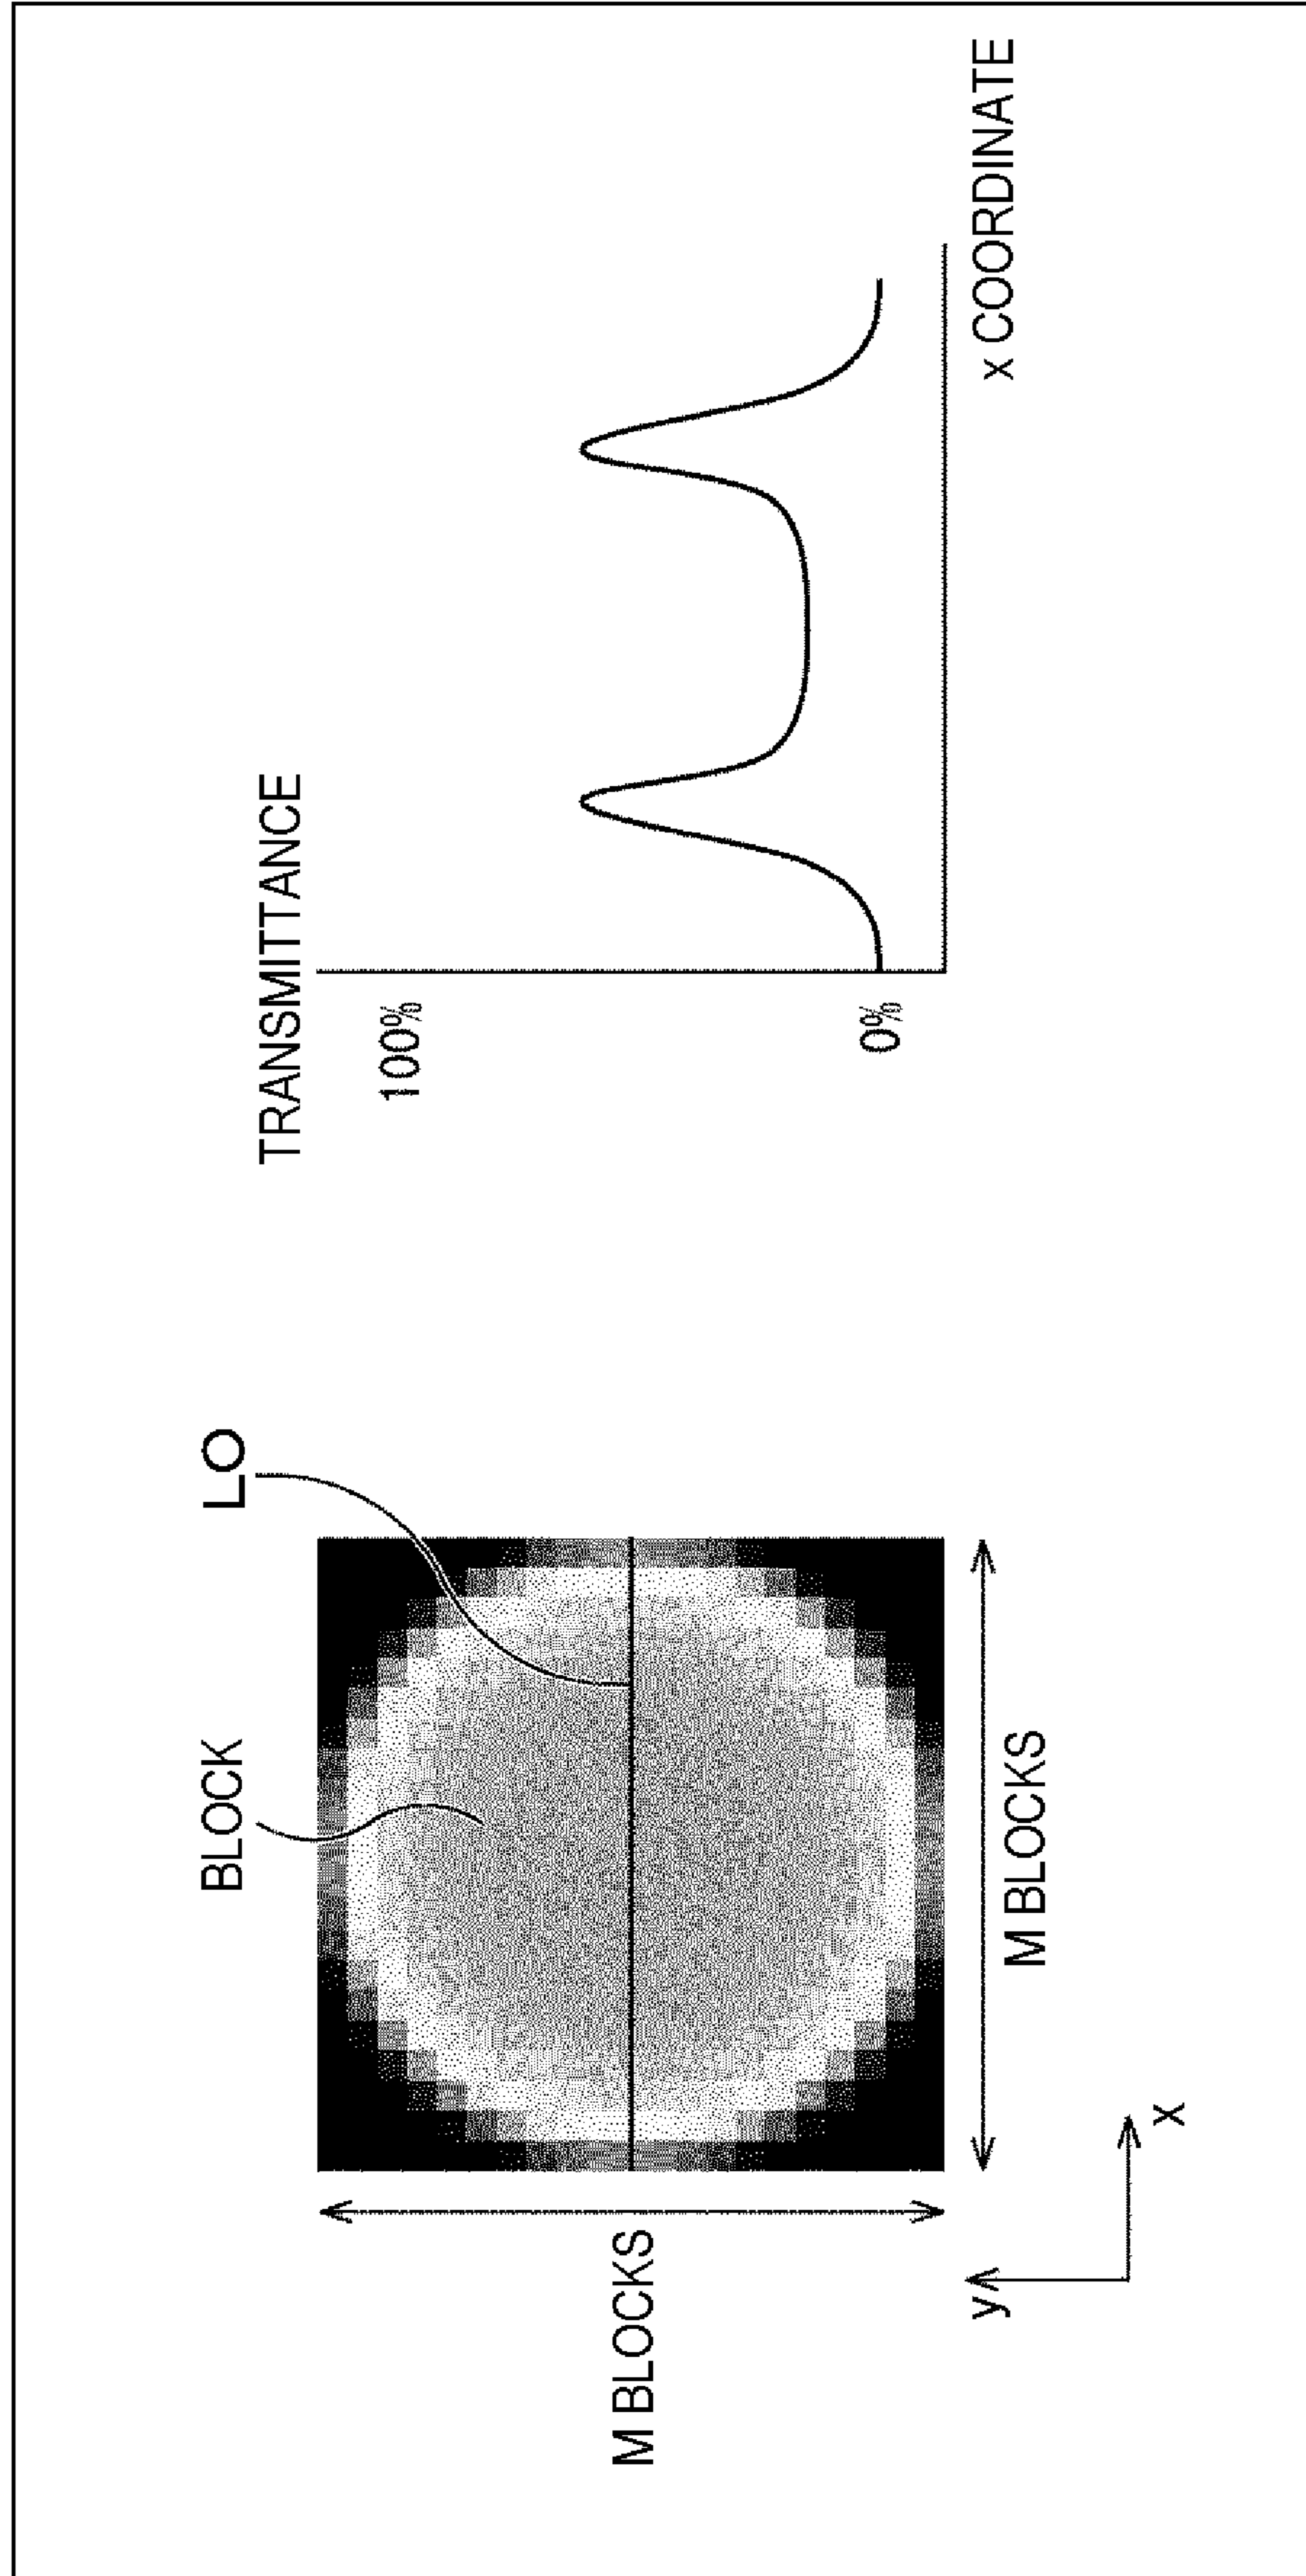 BLOCK
LO
M BLOCKS
M BLOCKS
y
x
TRANSMITTANCE
100%
0%
x COORDINATE